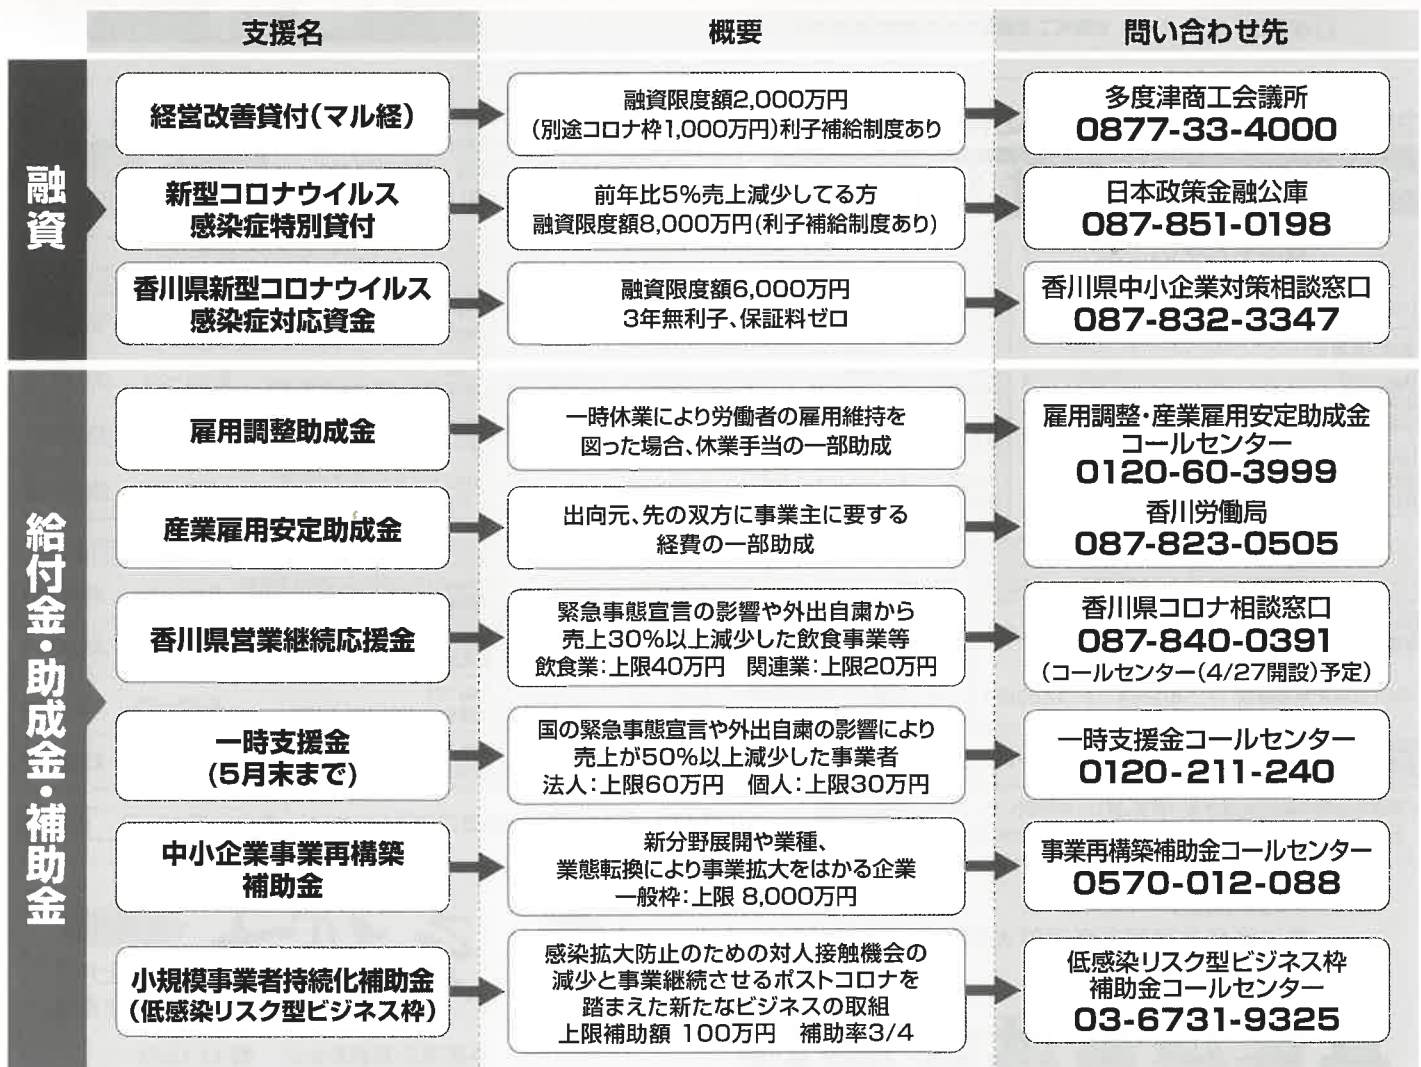 支援名
概要
問い合わせ先
融資
経営改善貸付(マル経)
融資限度額2,000万円
(別途コロナ枠1,000万円)利子補給制度あり
多度津商工会議所
0877-33-4000
新型コロナウイルス
感染症特別貸付
前年比5%売上減少してる方
融資限度額8,000万円(利子補給制度あり)
日本政策金融公庫
087-851-0198
香川県新型コロナウイルス
感染症対応資金
融資限度額6,000万円
3年無利子、保証料ゼロ
香川県中小企業対策相談窓口
087-832-3347
給付金・助成金・補助金
雇用調整助成金
一時休業により労働者の雇用維持を
図った場合、休業手当の一部助成
雇用調整・産業雇用安定助成金
コールセンター
0120-60-3999
香川労働局
087-823-0505
産業雇用安定助成金
出向元、先の双方に事業主に要する
経費の一部助成
香川県営業継続応援金
緊急事態宣言の影響や外出自粛から
売上30%以上減少した飲食事業等
飲食業:上限40万円 関連業:上限20万円
香川県コロナ相談窓口
087-840-0391
(コールセンター(4/27開設)予定)
一時支援金
(5月末まで)
国の緊急事態宣言や外出自粛の影響により
売上が50%以上減少した事業者
法人:上限60万円 個人:上限30万円
一時支援金コールセンター
0120-211-240
中小企業事業再構築
補助金
新分野展開や業種、
業態転換により事業拡大をはかる企業
一般枠:上限 8,000万円
事業再構築補助金コールセンター
0570-012-088
小規模事業者持続化補助金
(低感染リスク型ビジネス枠)
感染拡大防止のための対人接触機会の
減少と事業継続させるポストコロナを
踏まえた新たなビジネスの取組
上限補助額 100万円 補助率3/4
低感染リスク型ビジネス枠
補助金コールセンター
03-6731-9325